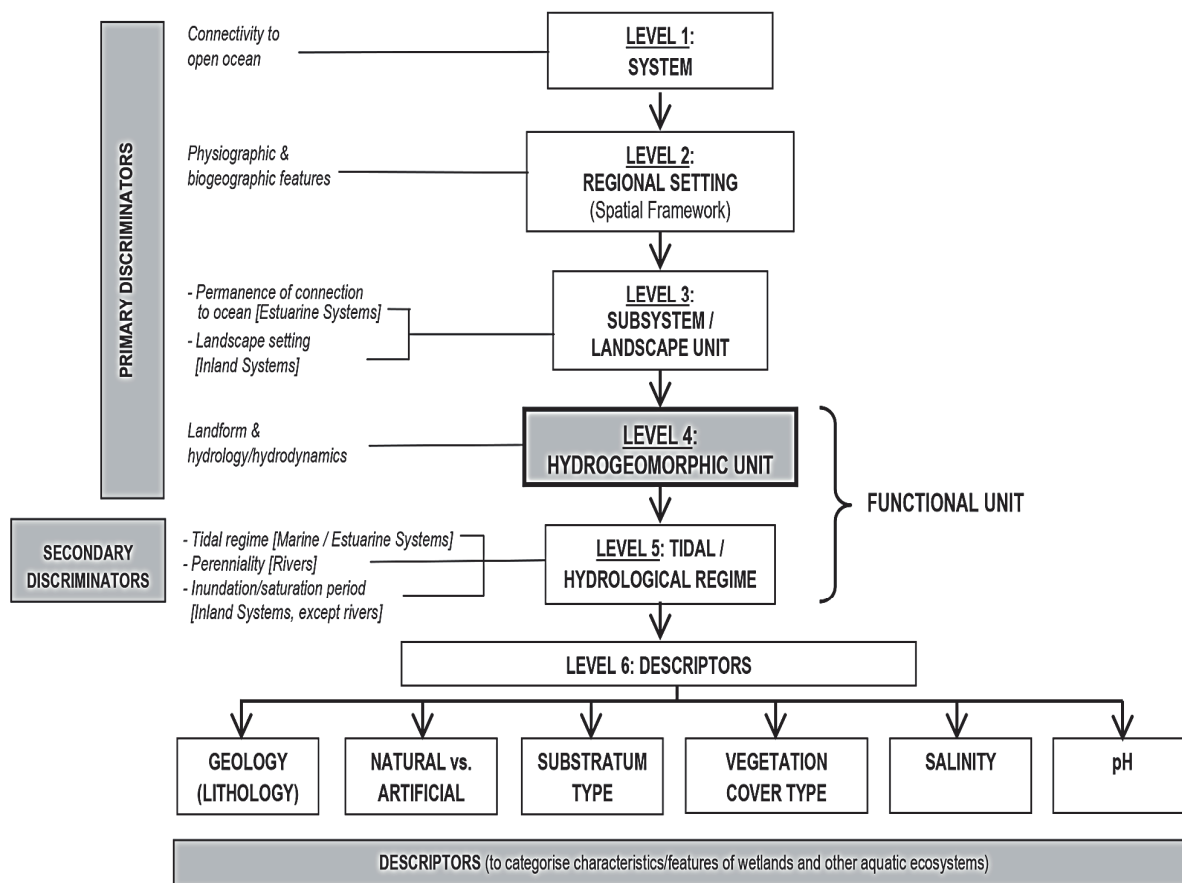 PRIMARY DISCRIMINATORS
Connectivity to
open ocean
LEVEL 1:
SYSTEM
Physiographic &
biogeographic features
LEVEL 2:
REGIONAL SETTING
(Spatial Framework)
- Permanence of connection
to ocean [Estuarine Systems]
- Landscape setting
[Inland Systems]
LEVEL 3:
SUBSYSTEM /
LANDSCAPE UNIT
Landform &
hydrology/hydrodynamics
LEVEL 4:
HYDROGEOMORPHIC UNIT
FUNCTIONAL UNIT
SECONDARY
DISCRIMINATORS
- Tidal regime [Marine / Estuarine Systems]
- Perenniality [Rivers]
- Inundation/saturation period
[Inland Systems, except rivers]
LEVEL 5: TIDAL /
HYDROLOGICAL REGIME
LEVEL 6: DESCRIPTORS
GEOLOGY
(LITHOLOGY)
NATURAL vs.
ARTIFICIAL
SUBSTRATUM
TYPE
VEGETATION
COVER TYPE
SALINITY
pH
DESCRIPTORS (to categorise characteristics/features of wetlands and other aquatic ecosystems)